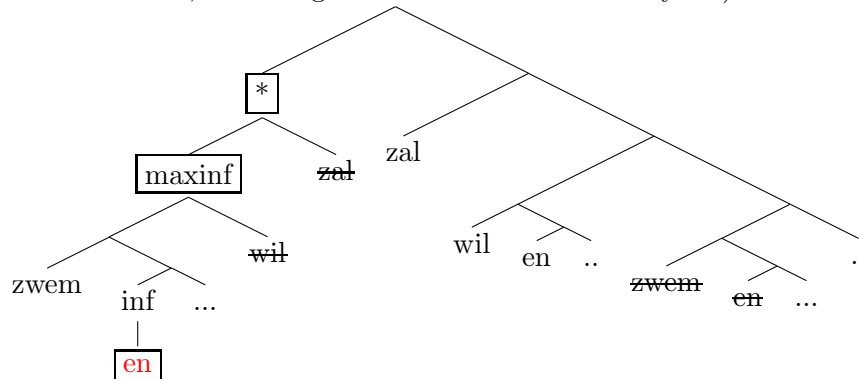 *
zal
maxinf
zal
wil
wil
en
..
zwem
inf
...
zwem
en
...
.
en